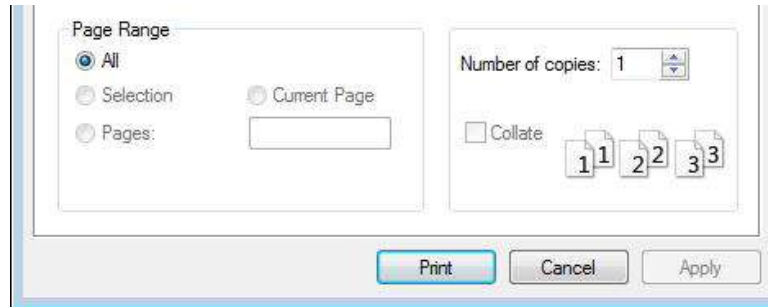 Page Range
All
Selection Current Page
Pages:
Number of copies: 1
Collate
1 1 2 2 3 3
Print Cancel Apply